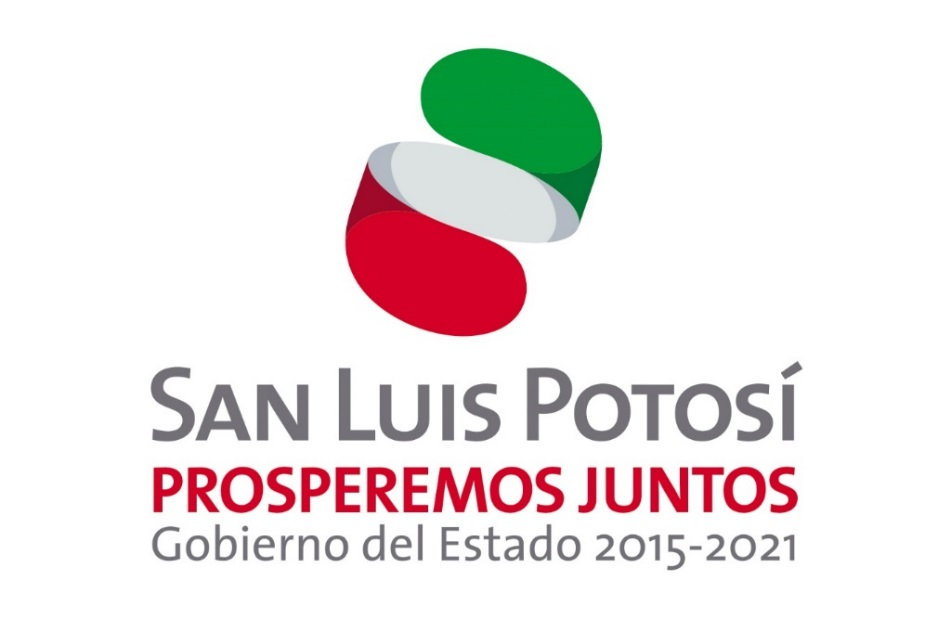 SAN LUIS POTOSÍ
PROSPEREMOS JUNTOS
Gobierno del Estado 2015-2021